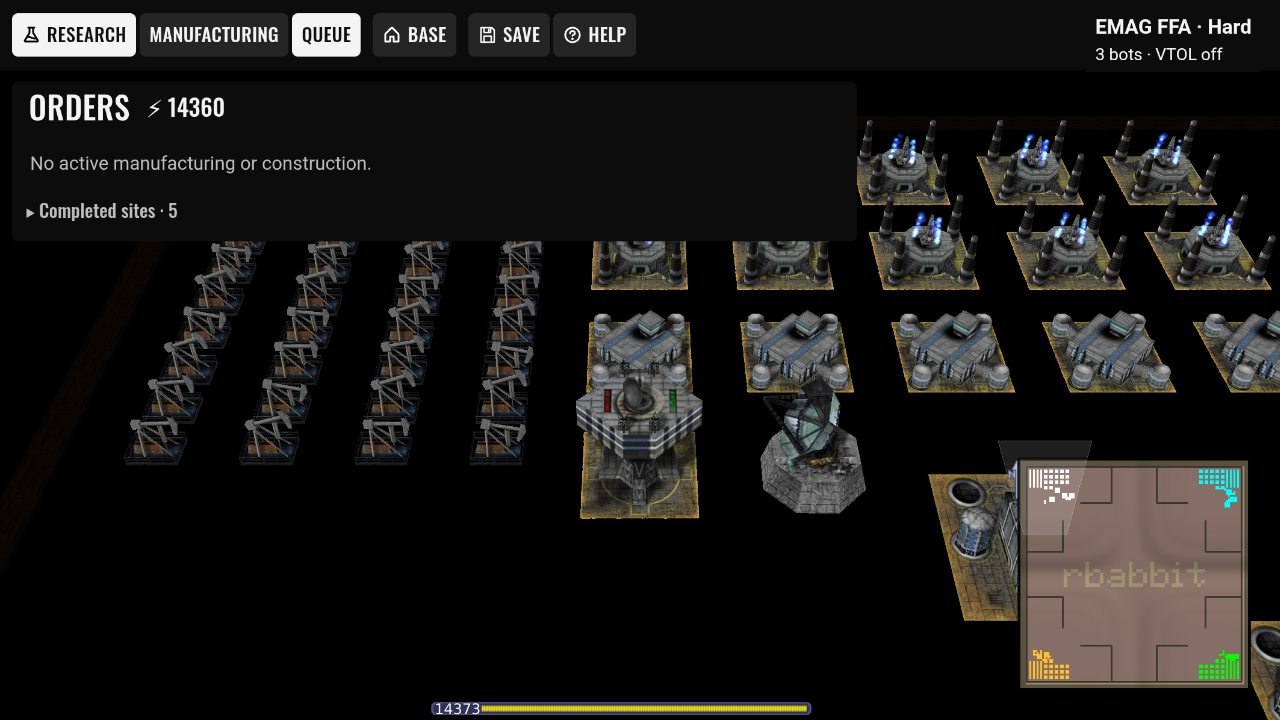 RESEARCH
MANUFACTURING
QUEUE
BASE
SAVE
HELP
EMAG FFA · Hard
3 bots · VTOL off
ORDERS ⚡ 14360
No active manufacturing or construction.
▸ Completed sites · 5
rbabbit
14373